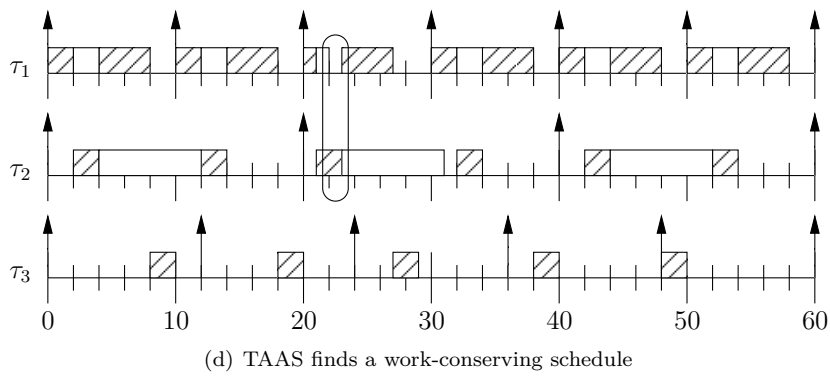 τ1
τ2
τ3
0 10 20 30 40 50 60
(d) TAAS finds a work-conserving schedule